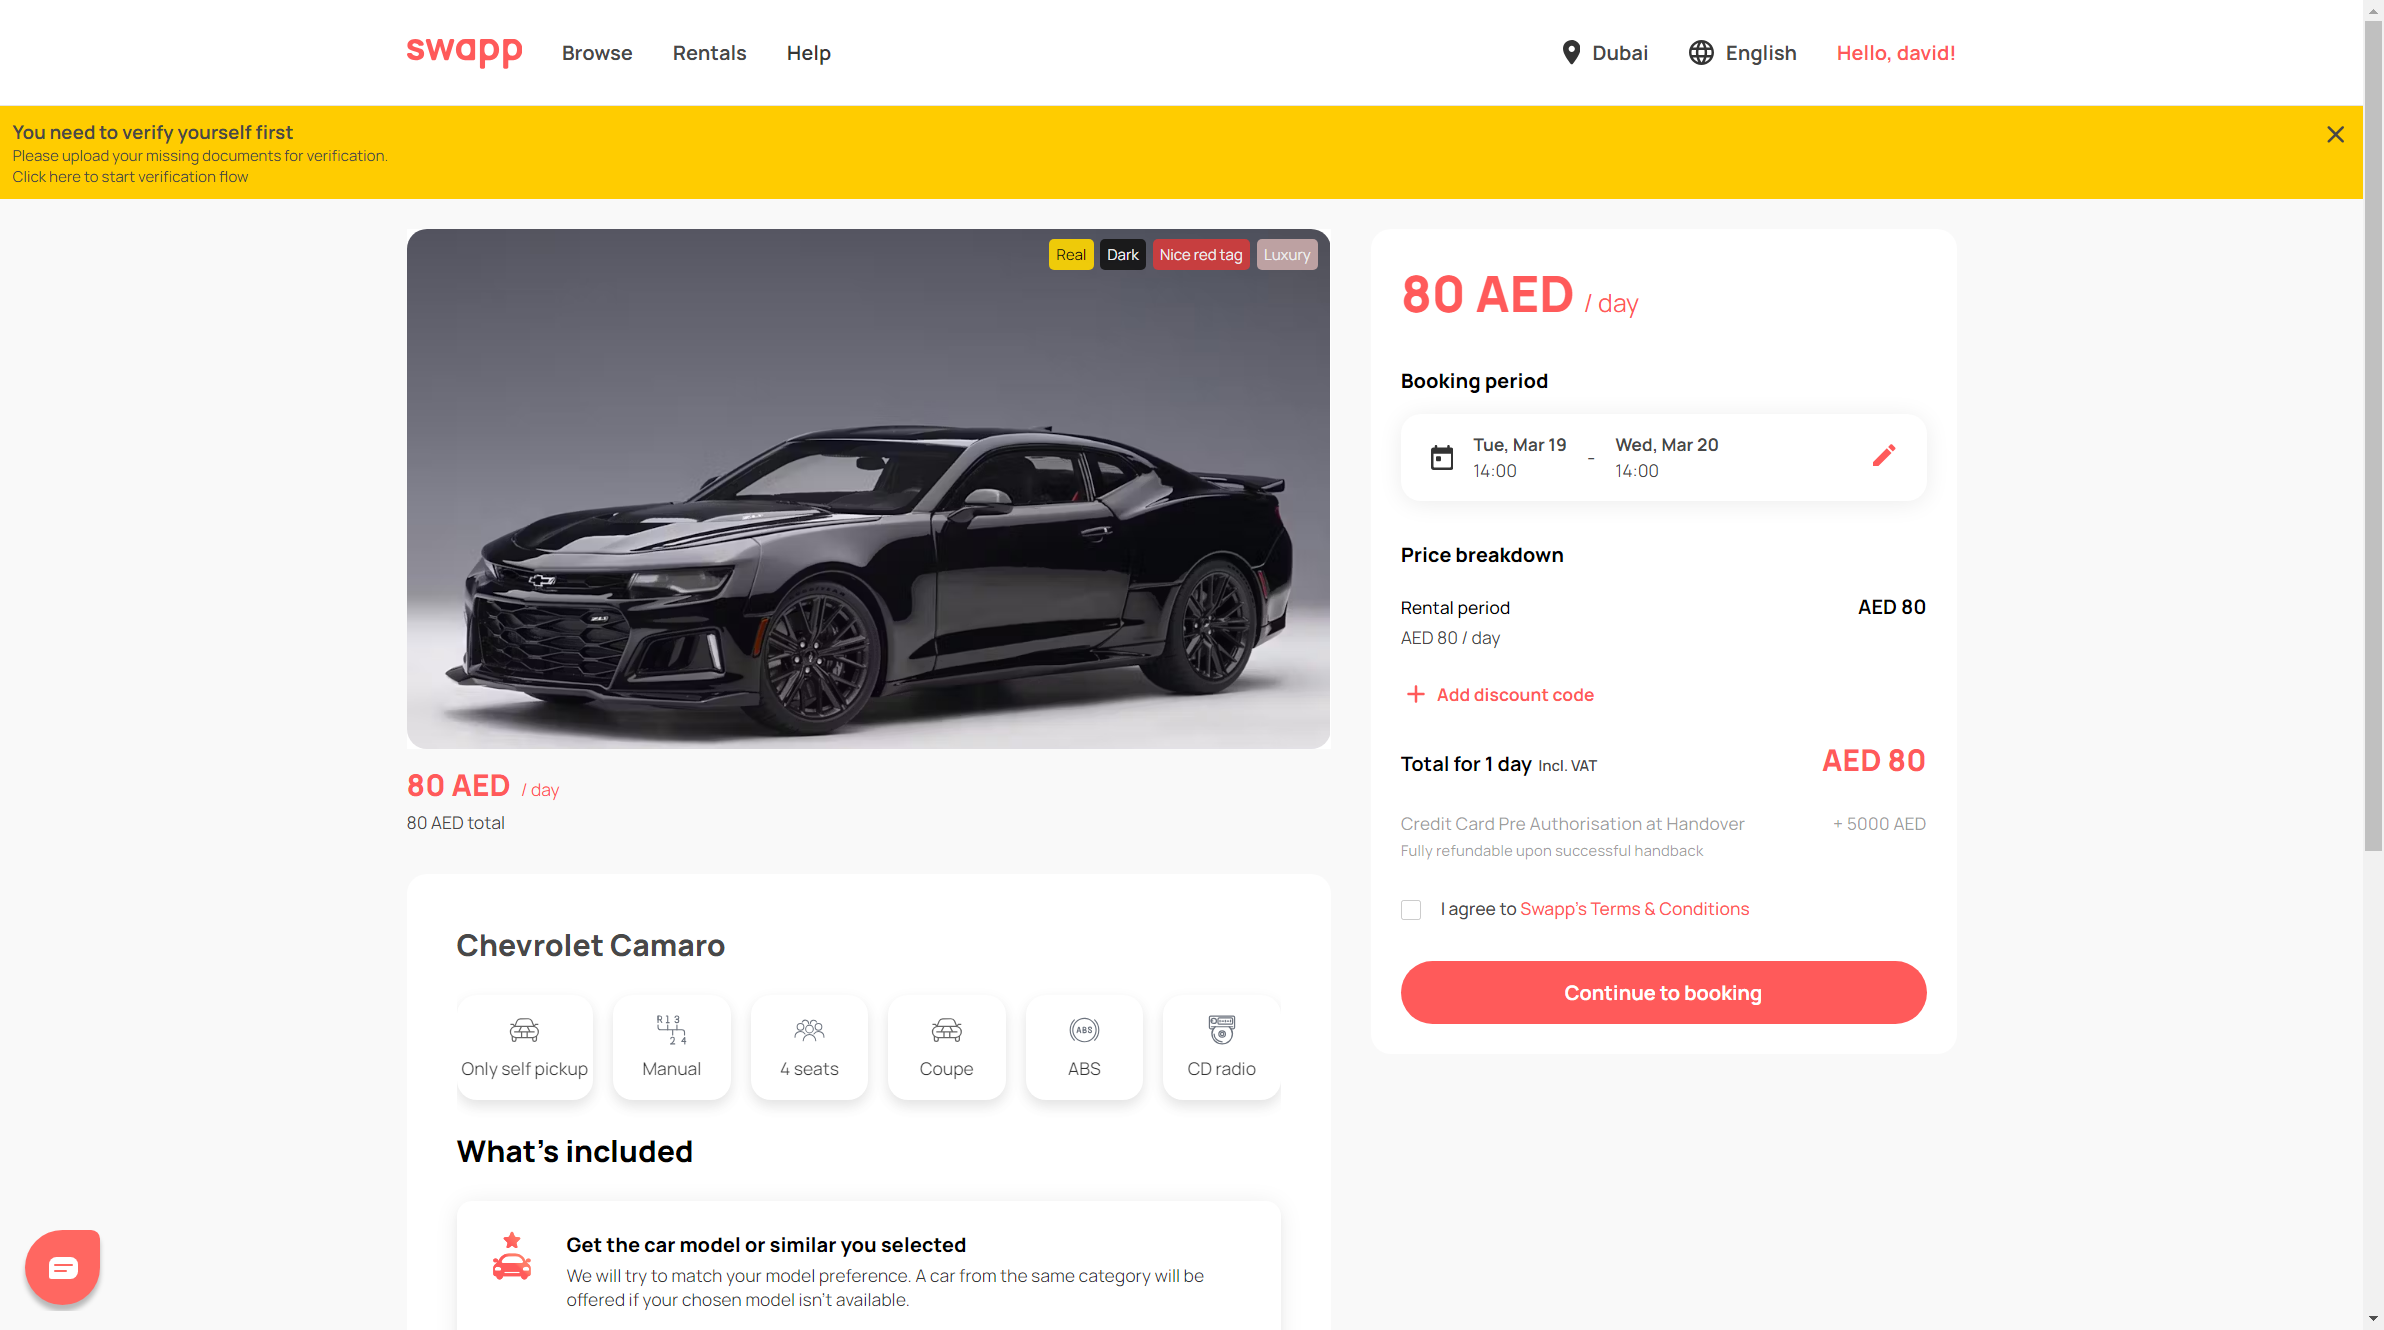 swapp
Browse
Rentals
Help
Dubai
English
Hello, david!
You need to verify yourself first
Please upload your missing documents for verification.
Click here to start verification flow
Real
Dark
Nice red tag
Luxury
80 AED / day
80 AED total
Chevrolet Camaro
Only self pickup
R 1 3
2 4
Manual
4 seats
Coupe
ABS
ABS
CD radio
What's included
Get the car model or similar you selected
We will try to match your model preference. A car from the same category will be
offered if your chosen model isn't available.
80 AED / day
Booking period
Tue, Mar 19
14:00
-
Wed, Mar 20
14:00
Price breakdown
Rental period AED 80
AED 80 / day
Add discount code
Total for 1 day Incl. VAT AED 80
Credit Card Pre Authorisation at Handover + 5000 AED
Fully refundable upon successful handback
I agree to Swapp's Terms & Conditions
Continue to booking